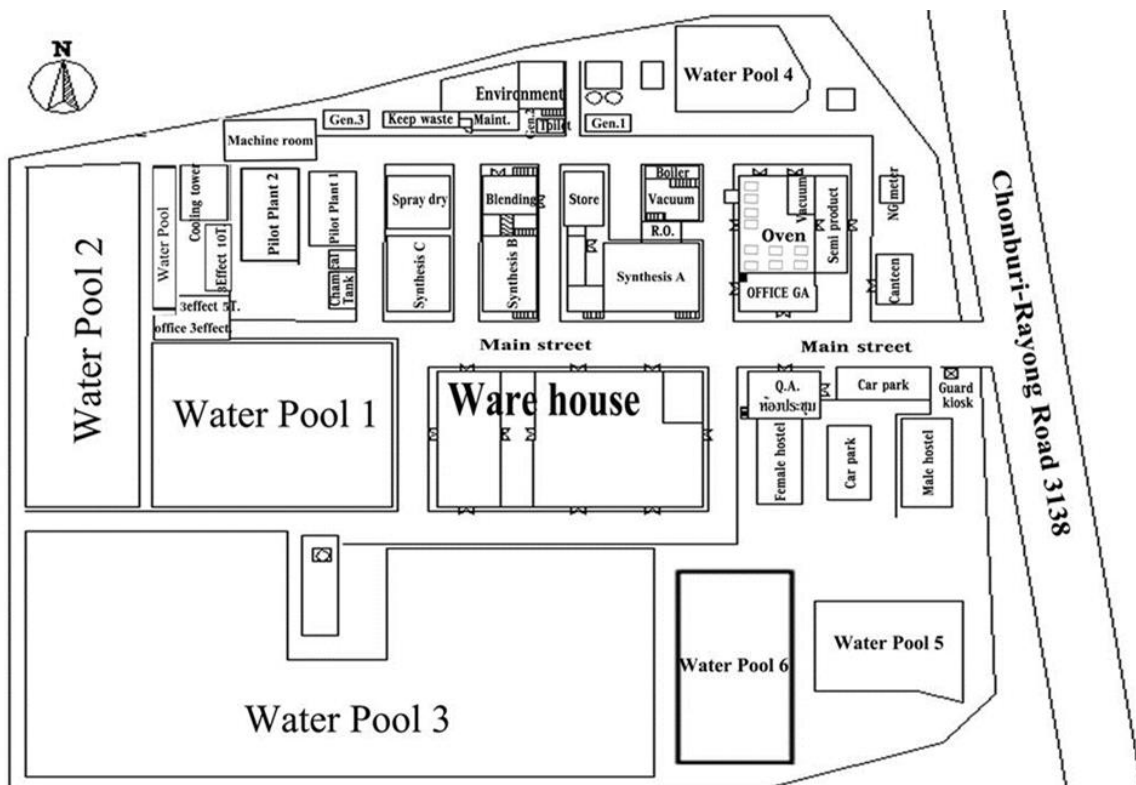 N
Water Pool 4
Environment
Gen.3
Keep waste
Maint.
Gen.2
Toilet
Gen.1
Machine room
Water Pool 2
Water Pool
Cooling tower
3Effect 10T.
3effect 5T.
office 3effect.
Pilot Plant 2
Pilot Plant 1
Chamical
Tank
Spray dry
Synthesis C
Blending
Synthesis B
Store
Boiler
Vacuum
R.O.
Synthesis A
Vacuum
Oven
Semi product
OFFICE GA
NG meter
Canteen
Chonburi-Rayong Road 3138
Main street
Main street
Water Pool 1
Ware house
Q.A.
ห้องประชุม
Car park
Guard
kiosk
Female hostel
Car park
Male hostel
Water Pool 3
Water Pool 6
Water Pool 5